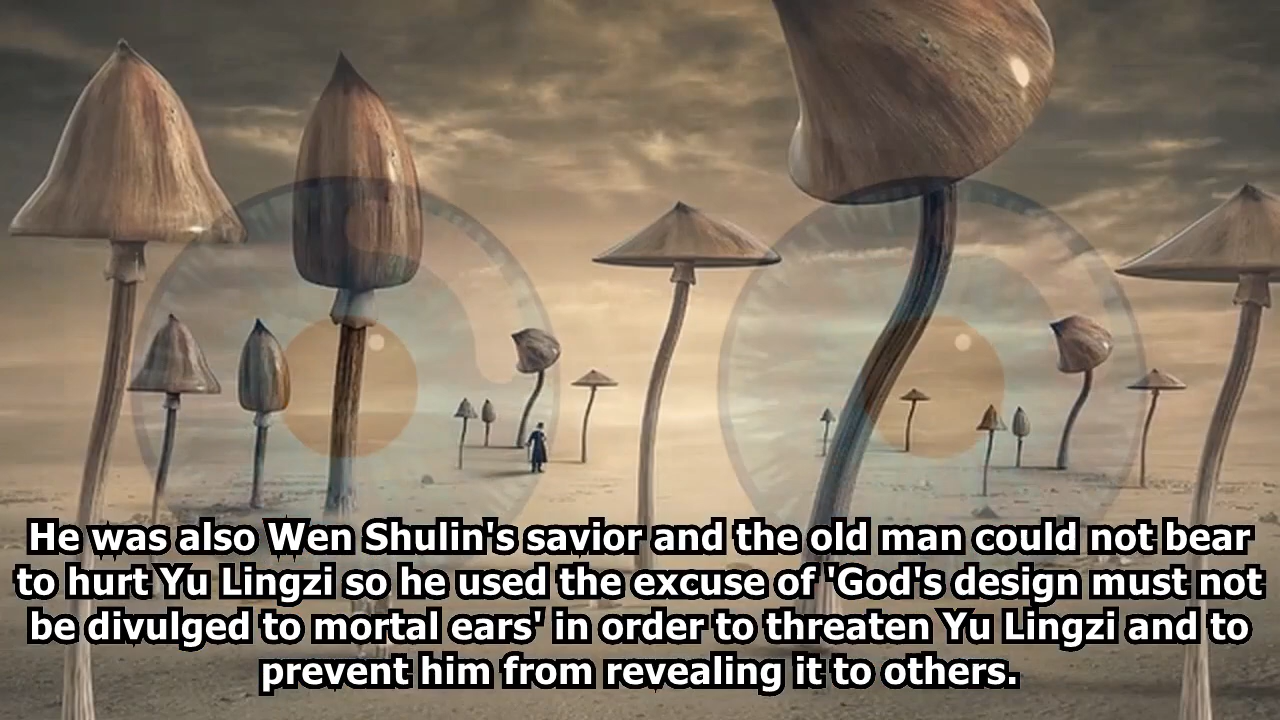 He was also Wen Shulin's savior and the old man could not bear
to hurt Yu Lingzi so he used the excuse of 'God's design must not
be divulged to mortal ears' in order to threaten Yu Lingzi and to
prevent him from revealing it to others.